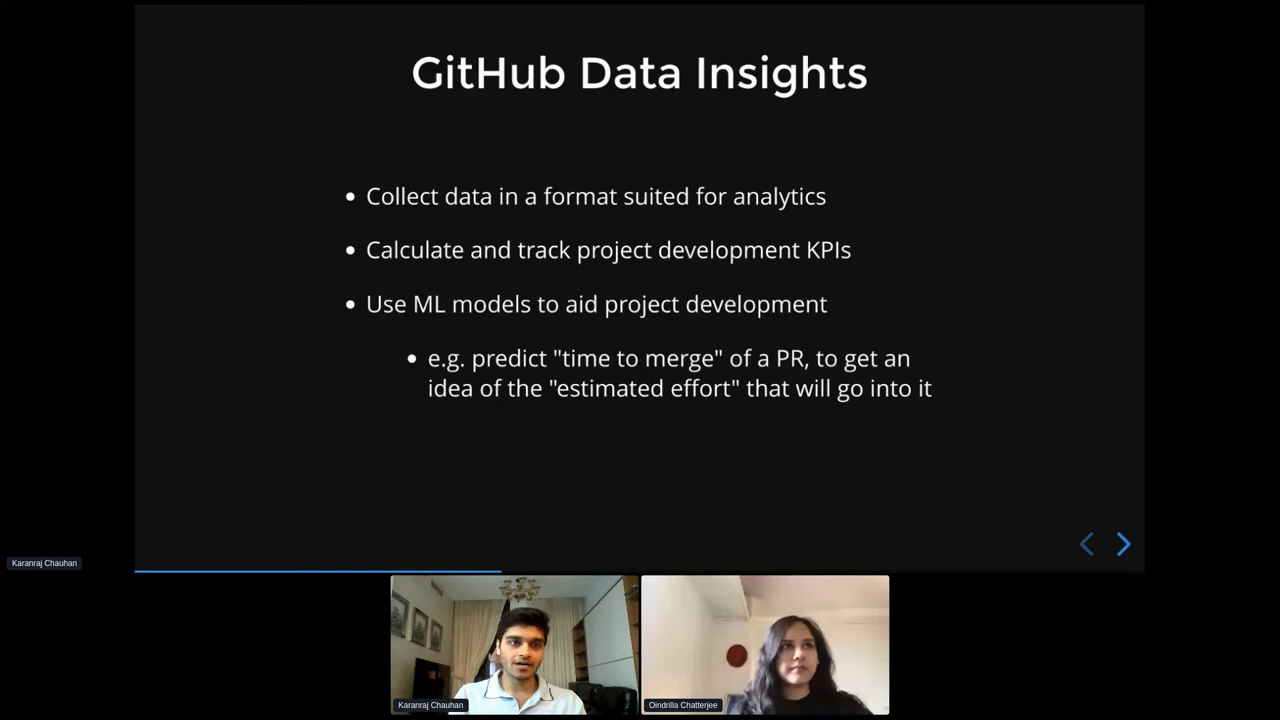 GitHub Data Insights
Collect data in a format suited for analytics
Calculate and track project development KPIs
Use ML models to aid project development
e.g. predict "time to merge" of a PR, to get an
idea of the "estimated effort" that will go into it
Karanraj Chauhan
Karanraj Chauhan
Oindrilla Chatterjee